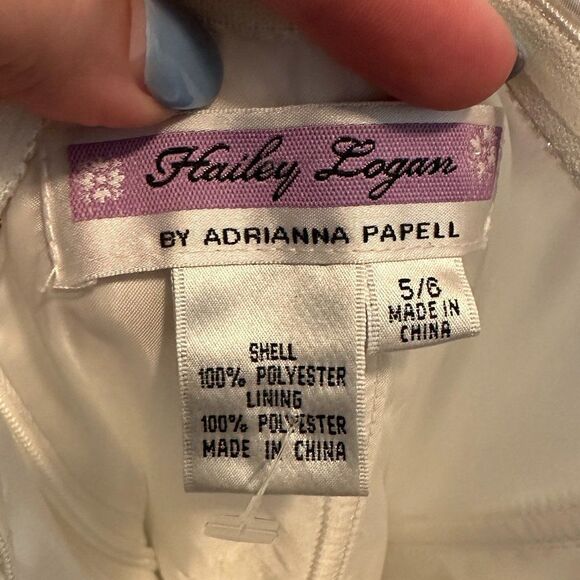 Hailey Logan
BY ADRIANNA PAPELL
5/6
MADE IN
CHINA
SHELL
100% POLYESTER
LINING
100% POLYESTER
MADE IN CHINA